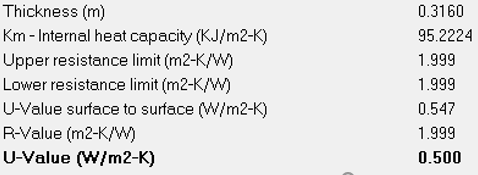 Thickness (m) 0.3160
Km - Internal heat capacity (KJ/m2-K) 95.2224
Upper resistance limit (m2-K/W) 1.999
Lower resistance limit (m2-K/W) 1.999
U-Value surface to surface (W/m2-K) 0.547
R-Value (m2-K/W) 1.999
U-Value (W/m2-K) 0.500